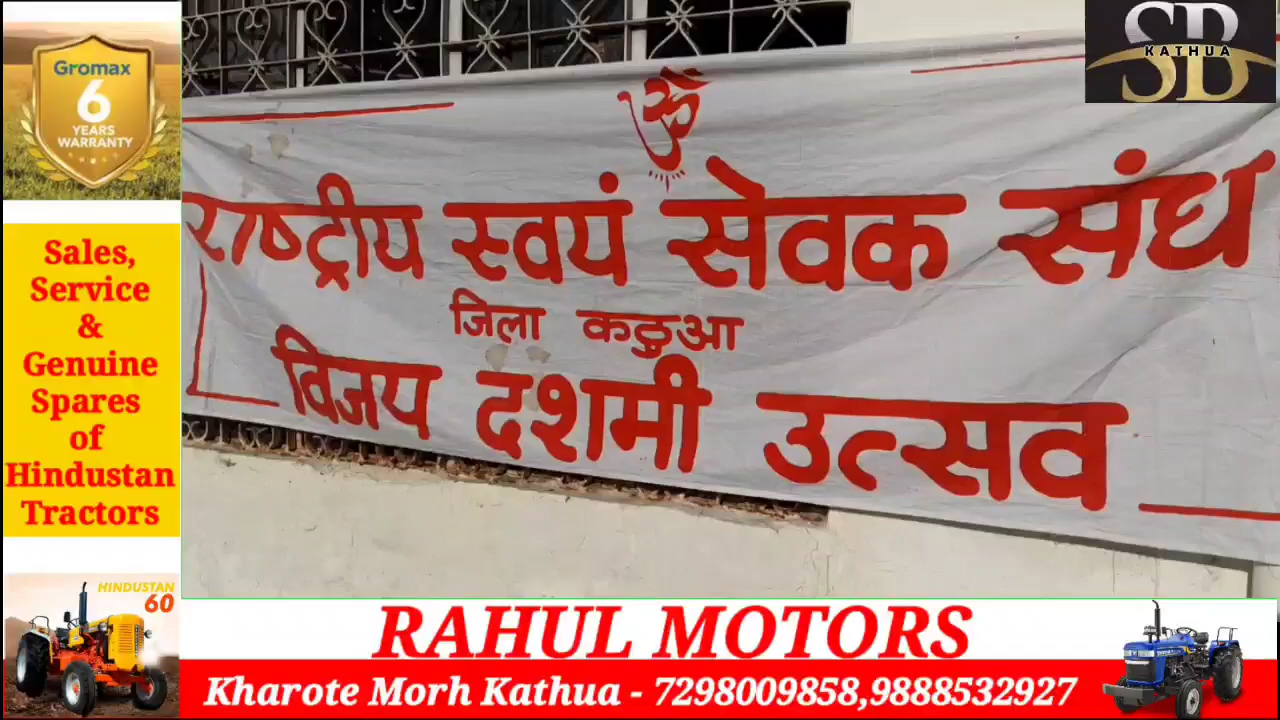 Gromax
6
YEARS
WARRANTY
SB
KATHUA
ॐ
राष्ट्रीय स्वयं सेवक संघ
जिला कठुआ
विजय दशमी उत्सव
Sales,
Service
&
Genuine
Spares
of
Hindustan
Tractors
HINDUSTAN
60
RAHUL MOTORS
Kharote Morh Kathua - 7298009858,9888532927